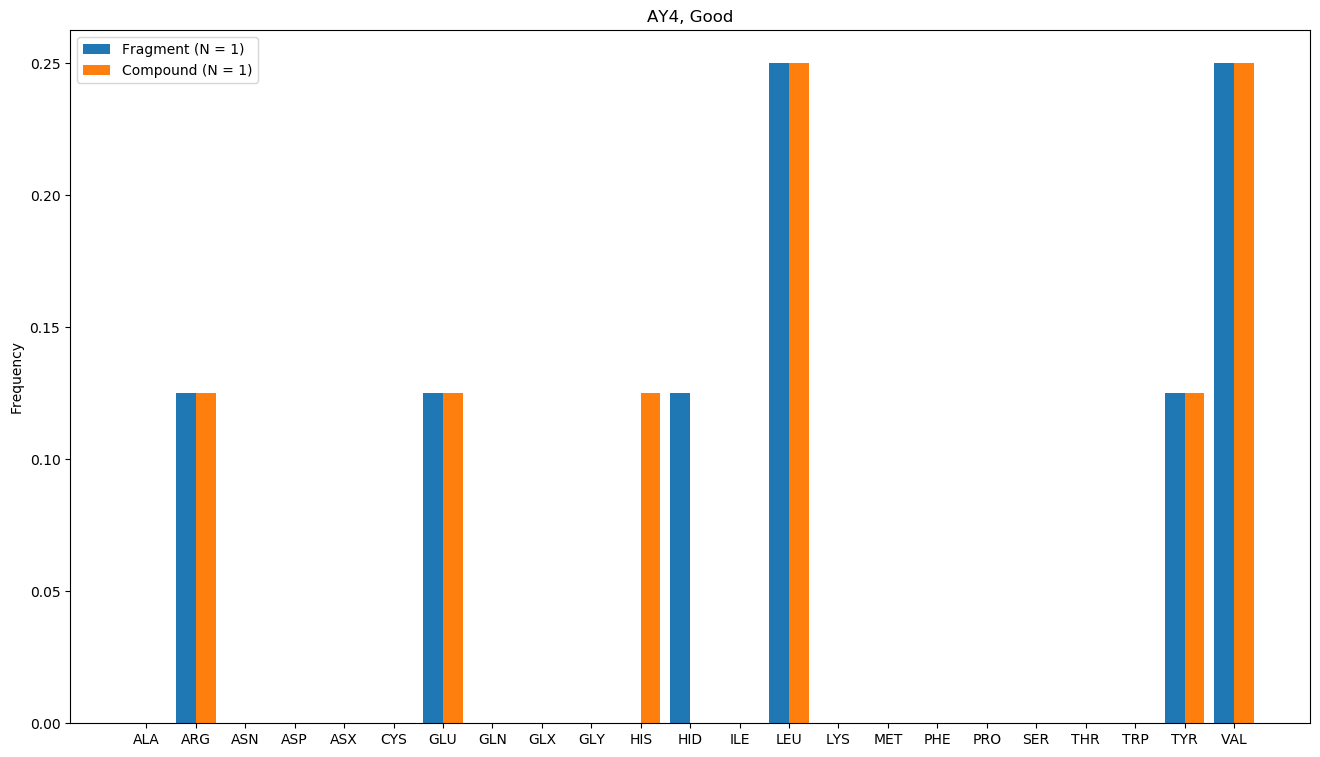 AY4, Good
Fragment (N = 1)
Compound (N = 1)
Frequency
0.25
0.20
0.15
0.10
0.05
0.00
ALA ARG ASN ASP ASX CYS GLU GLN GLX GLY HIS HID ILE LEU LYS MET PHE PRO SER THR TRP TYR VAL